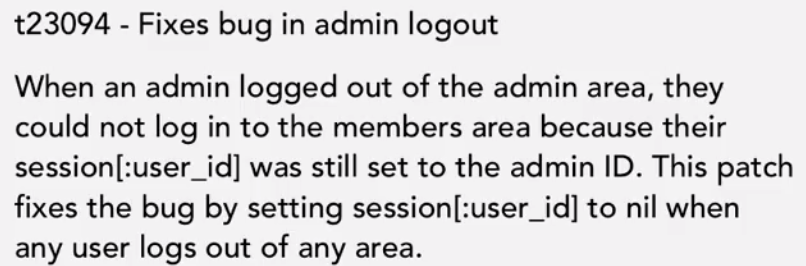 t23094 - Fixes bug in admin logout
When an admin logged out of the admin area, they
could not log in to the members area because their
session[:user_id] was still set to the admin ID. This patch
fixes the bug by setting session[:user_id] to nil when
any user logs out of any area.